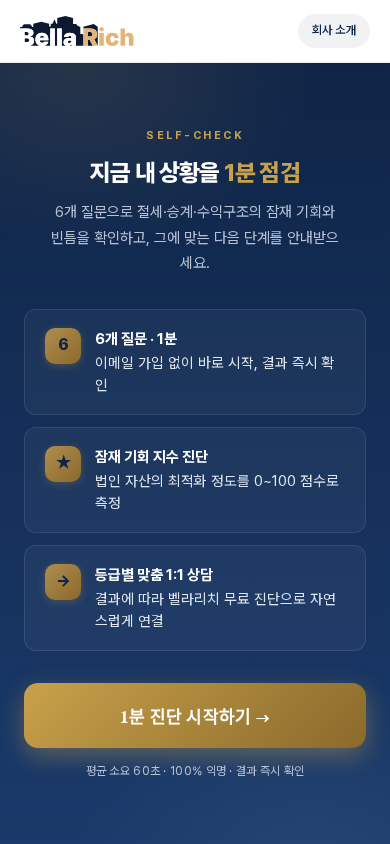 Bella Rich
회사 소개
SELF-CHECK
지금 내 상황을 1분 점검
6개 질문으로 절세·승계·수익구조의 잠재 기회와
빈틈을 확인하고, 그에 맞는 다음 단계를 안내받으
세요.
6
6개 질문 · 1분
이메일 가입 없이 바로 시작, 결과 즉시 확
인
★
잠재 기회 지수 진단
법인 자산의 최적화 정도를 0~100 점수로
측정
→
등급별 맞춤 1:1 상담
결과에 따라 벨라리치 무료 진단으로 자연
스럽게 연결
1분 진단 시작하기 →
평균 소요 60초 · 100% 익명 · 결과 즉시 확인